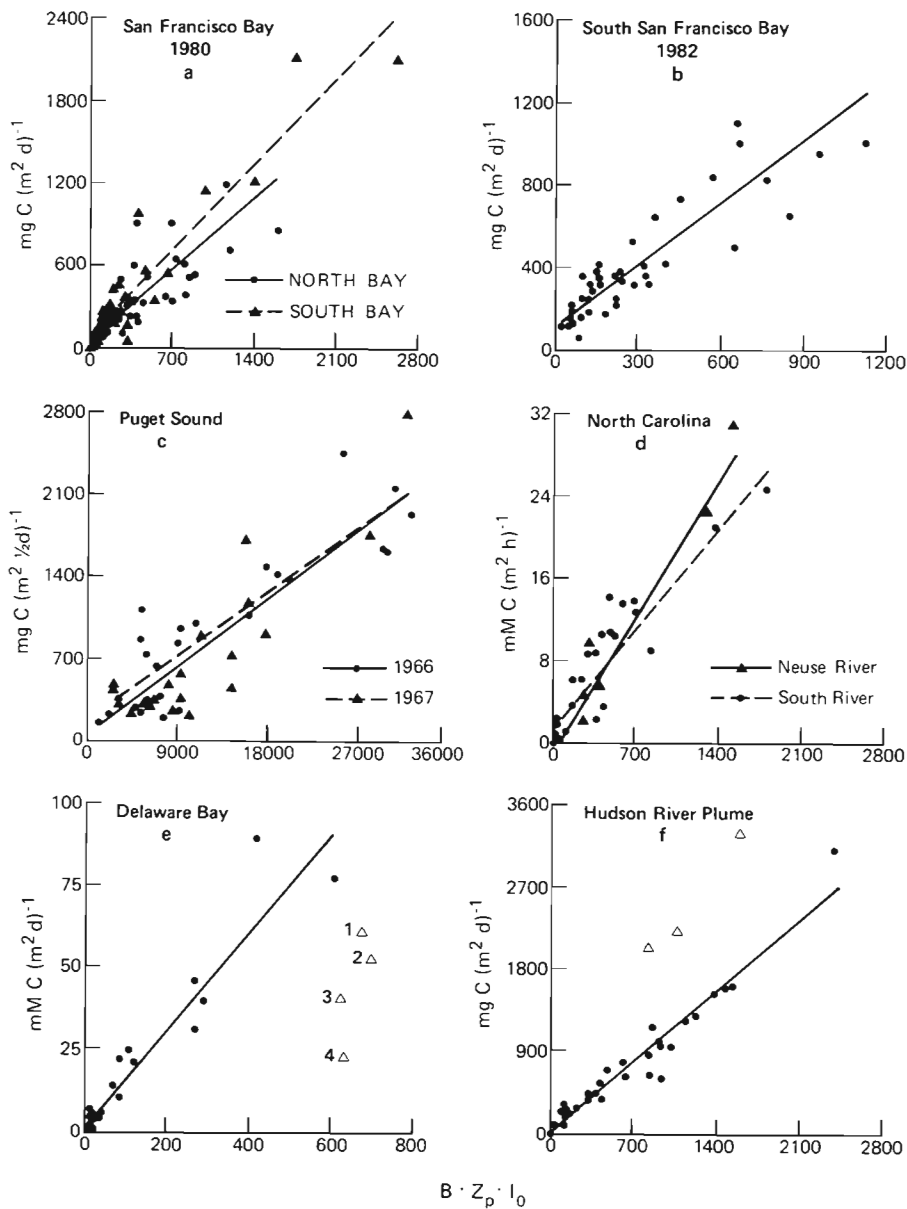 San Francisco Bay
1980
a
mg C (m² d)⁻¹
2400
1800
1200
600
0
NORTH BAY
SOUTH BAY
0 700 1400 2100 2800
South San Francisco Bay
1982
b
mg C (m² d)⁻¹
1600
1200
800
400
0
0 300 600 900 1200
Puget Sound
c
mg C (m² ½d)⁻¹
2800
2100
1400
700
0
1966
1967
0 9000 18000 27000 36000
North Carolina
d
mM C (m² h)⁻¹
32
24
16
8
0
Neuse River
South River
0 700 1400 2100 2800
Delaware Bay
e
mM C (m² d)⁻¹
100
75
50
25
0
1
2
3
4
0 200 400 600 800
Hudson River Plume
f
mg C (m² d)⁻¹
3600
2700
1800
900
0
0 700 1400 2100 2800
B · Zₚ · I₀